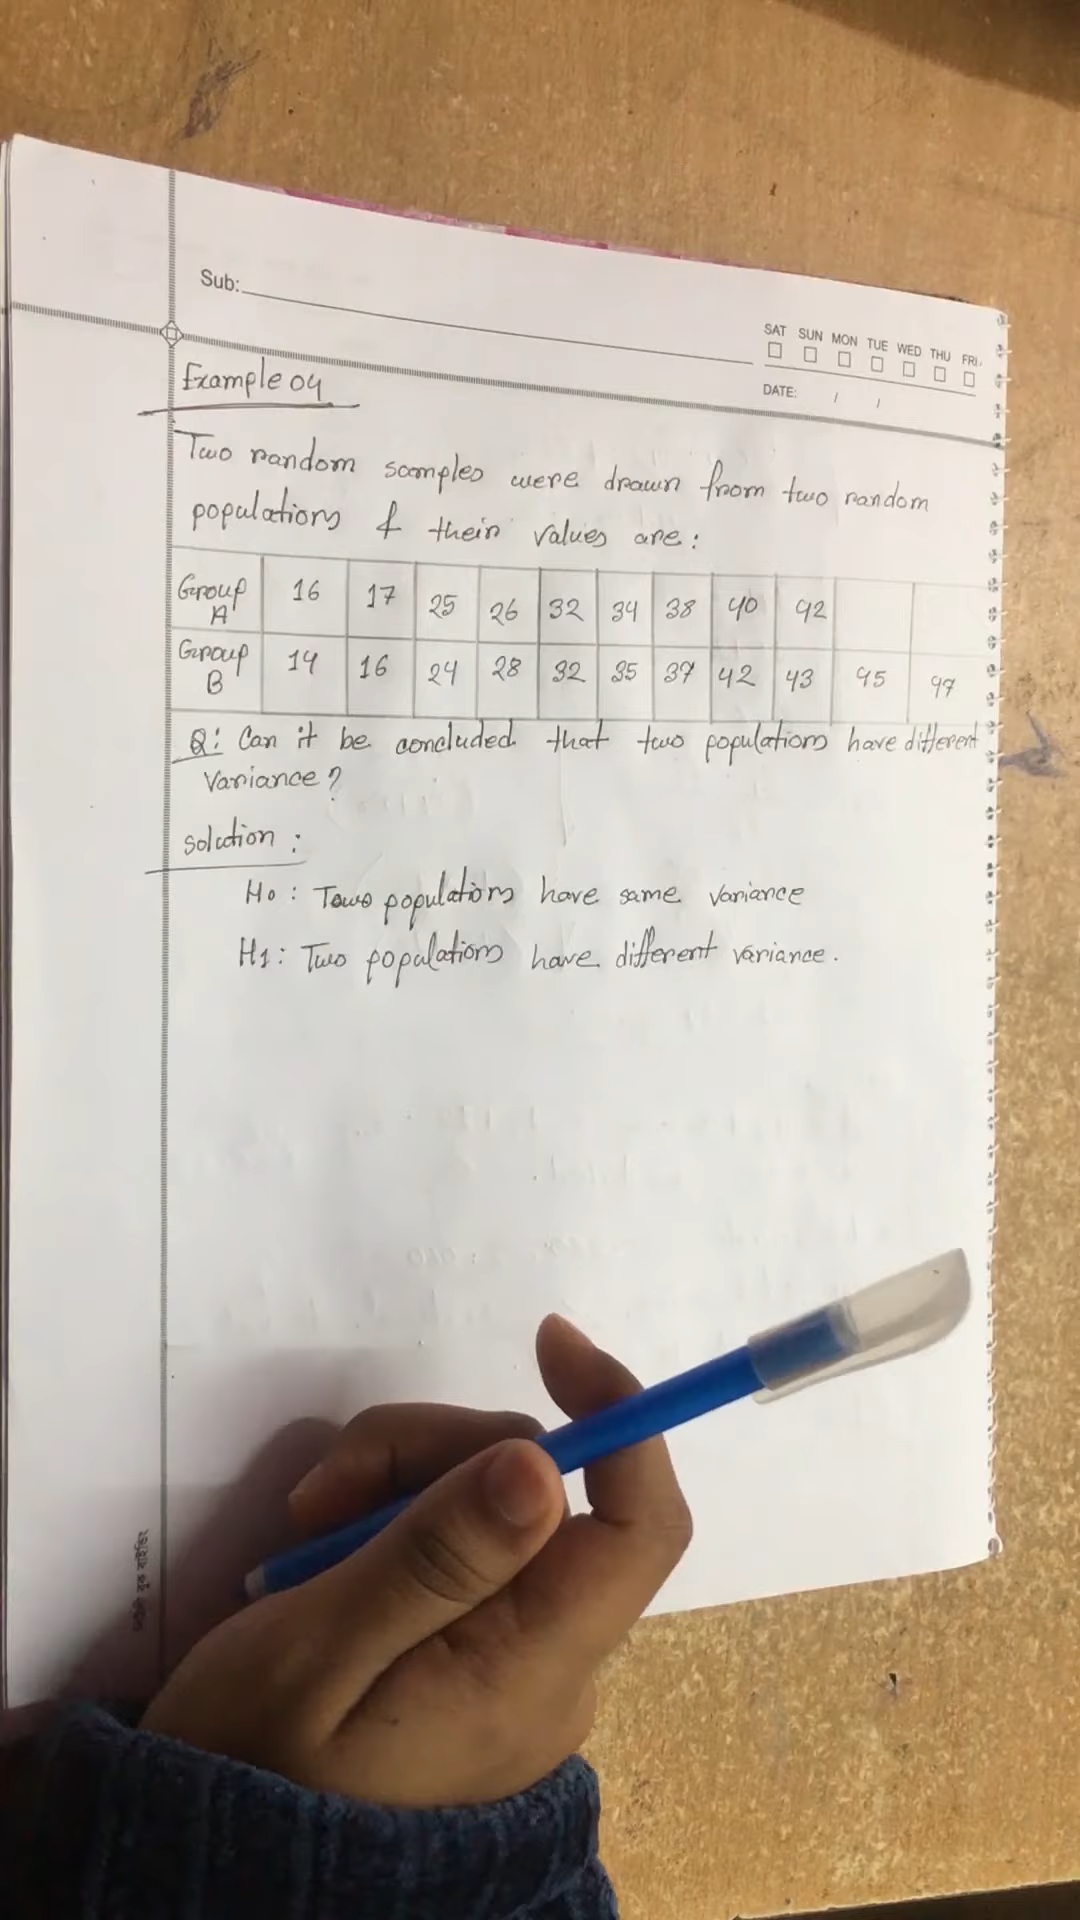 Sub:
SAT SUN MON TUE WED THU FRI.
DATE: / /
Example 04
Two random samples were drawn from two random
populations & their values are:
Group A 16 17 25 26 32 34 38 40 42
Group B 14 16 24 28 32 35 37 42 43 45 47
Q: Can it be concluded that two populations have different
Variance?
solution:
H0: Towo populations have same variance
H1: Two populations have different variance.